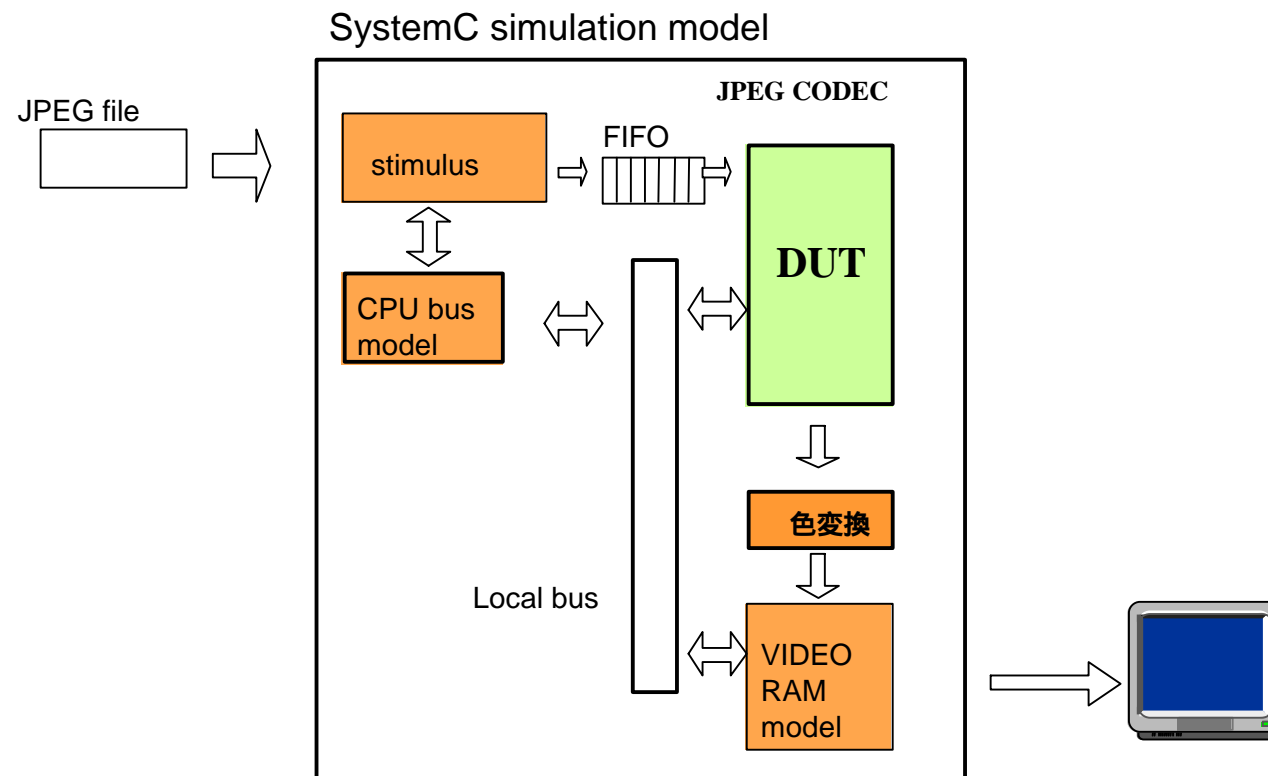 SystemC simulation model
JPEG file
JPEG CODEC
stimulus
FIFO
DUT
CPU bus
model
色変換
Local bus
VIDEO
RAM
model